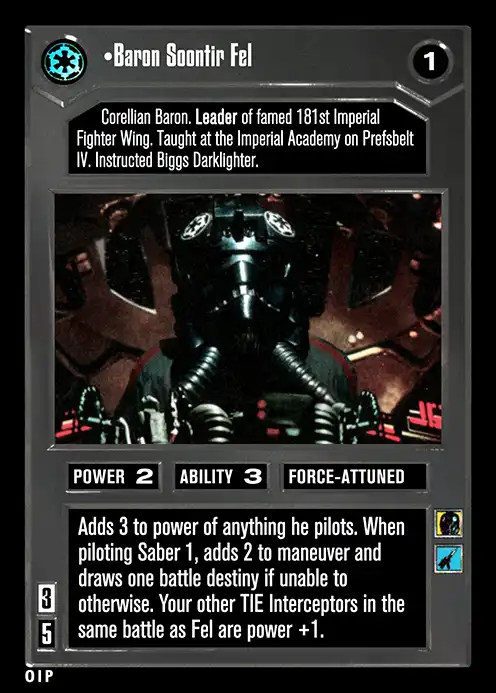 •Baron Soontir Fel
1
Corellian Baron. Leader of famed 181st Imperial
Fighter Wing. Taught at the Imperial Academy on Prefsbelt
IV. Instructed Biggs Darklighter.
POWER 2 ABILITY 3 FORCE-ATTUNED
Adds 3 to power of anything he pilots. When
piloting Saber 1, adds 2 to maneuver and
draws one battle destiny if unable to
otherwise. Your other TIE Interceptors in the
same battle as Fel are power +1.
3
5
01P